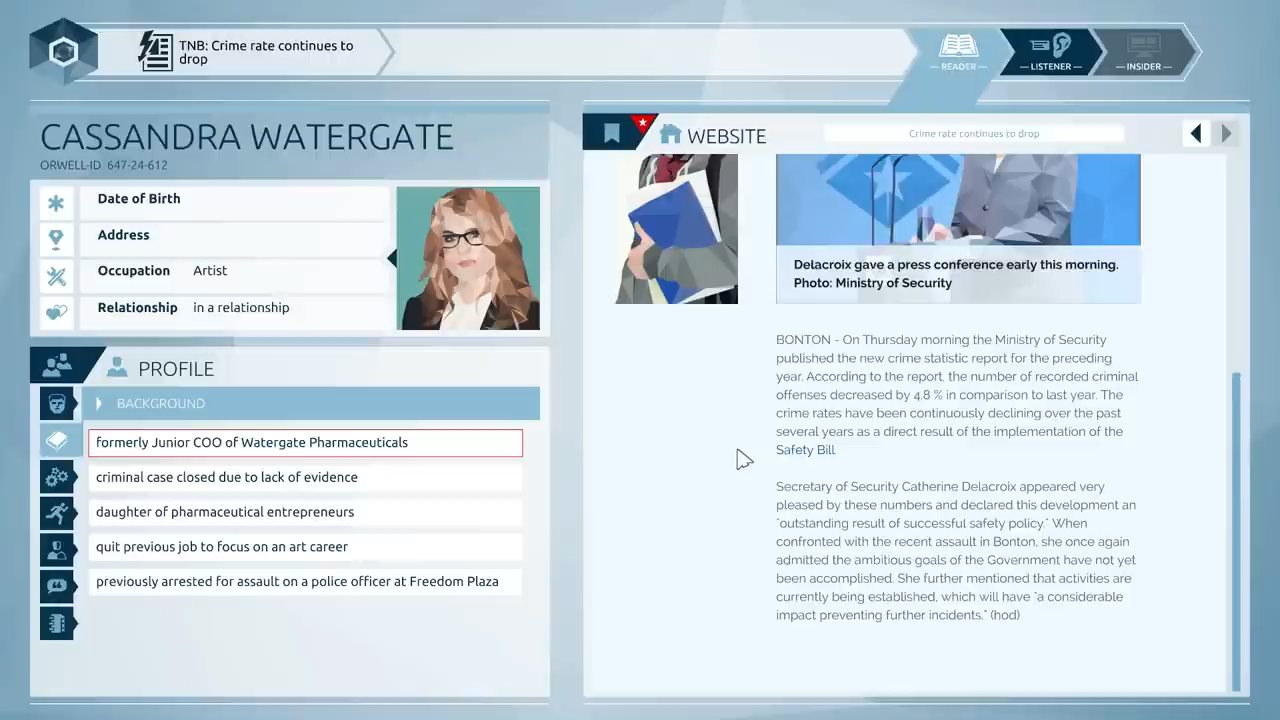 TNB: Crime rate continues to
drop
READER
LISTENER
INSIDER
CASSANDRA WATERGATE
ORWELL-ID 647-24-612
Date of Birth
Address
Occupation Artist
Relationship in a relationship
PROFILE
BACKGROUND
formerly Junior COO of Watergate Pharmaceuticals
criminal case closed due to lack of evidence
daughter of pharmaceutical entrepreneurs
quit previous job to focus on an art career
previously arrested for assault on a police officer at Freedom Plaza
WEBSITE
Crime rate continues to drop
Delacroix gave a press conference early this morning.
Photo: Ministry of Security
BONTON - On Thursday morning the Ministry of Security
published the new crime statistic report for the preceding
year. According to the report, the number of recorded criminal
offenses decreased by 4.8 % in comparison to last year. The
crime rates have been continuously declining over the past
several years as a direct result of the implementation of the
Safety Bill.
Secretary of Security Catherine Delacroix appeared very
pleased by these numbers and declared this development an
"outstanding result of successful safety policy." When
confronted with the recent assault in Bonton, she once again
admitted the ambitious goals of the Government have not yet
been accomplished. She further mentioned that activities are
currently being established, which will have "a considerable
impact preventing further incidents." (hod)